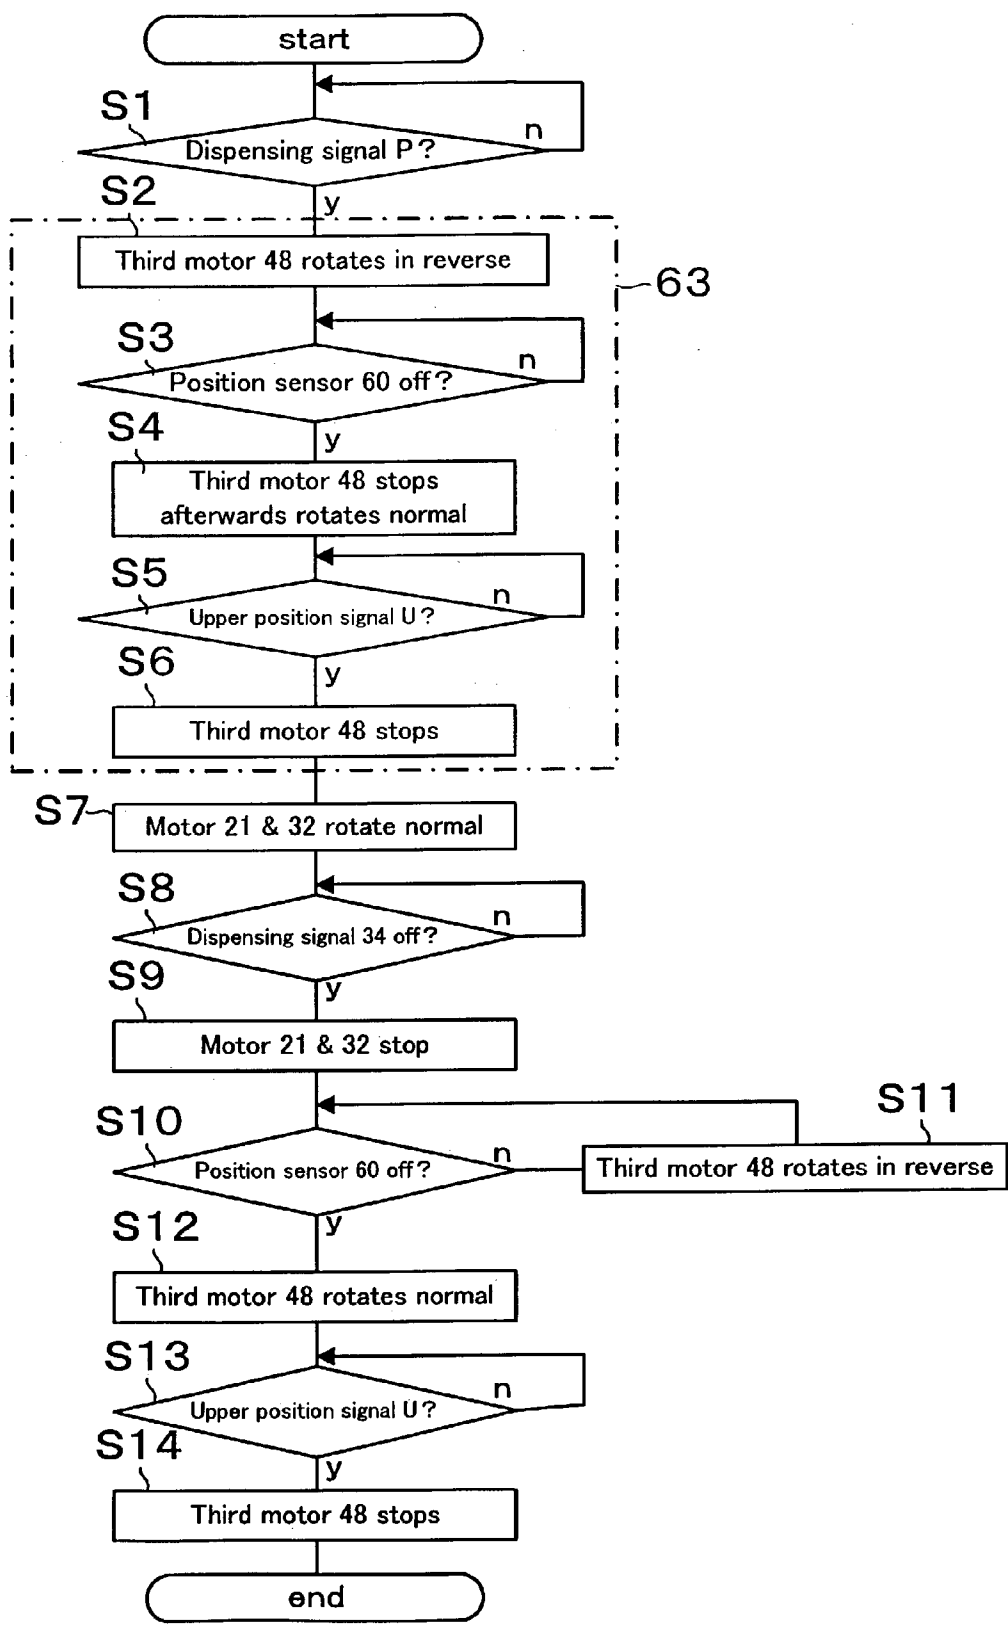 start
S1
n
Dispensing signal P?
y
S2
Third motor 48 rotates in reverse
63
S3
n
Position sensor 60 off?
y
S4
Third motor 48 stops
afterwards rotates normal
S5
n
Upper position signal U?
y
S6
Third motor 48 stops
S7
Motor 21 & 32 rotate normal
S8
n
Dispensing signal 34 off?
y
S9
Motor 21 & 32 stop
S10
n
Position sensor 60 off?
y
S11
Third motor 48 rotates in reverse
S12
Third motor 48 rotates normal
S13
n
Upper position signal U?
y
S14
Third motor 48 stops
end